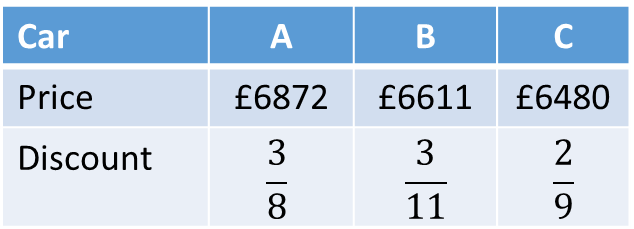 Car A B C
Price £6872 £6611 £6480
Discount 3/8 3/11 2/9